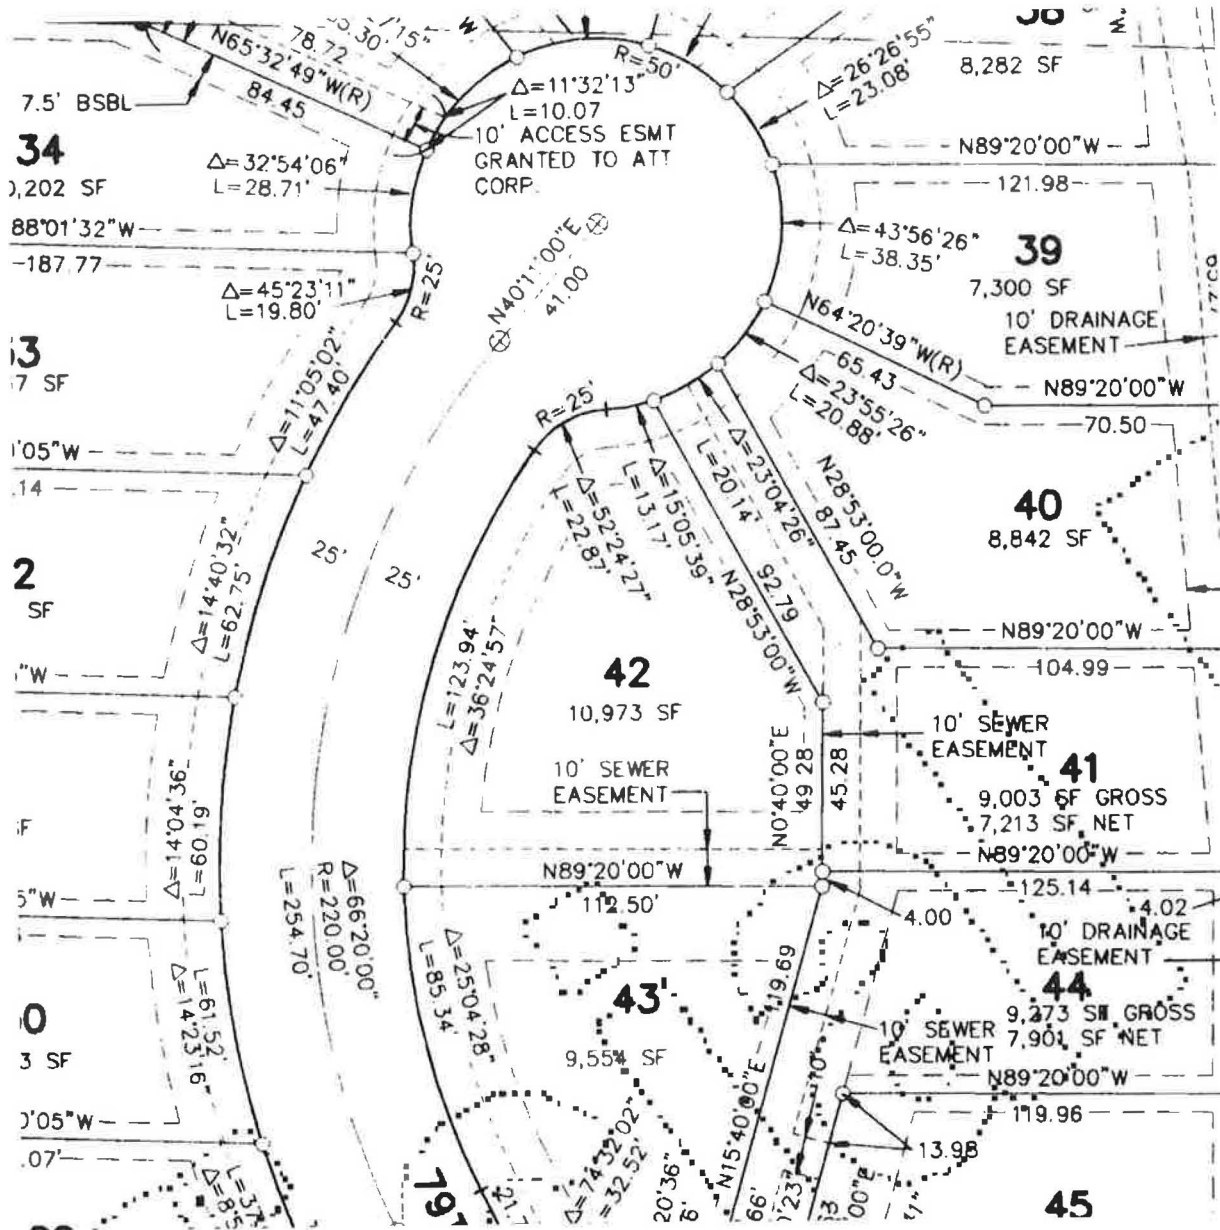 78.72
N65°32'49"W(R)
84.45
7.5' BSBL
34
Δ=11°32'13"
L=10.07
10' ACCESS ESMT
GRANTED TO ATT
CORP.
R=50'
Δ=26°26'55"
L=23.08'
8,282 SF
N89°20'00"W
121.98
Δ=32°54'06"
L=28.71'
88°01'32"W
187.77
Δ=45°23'11"
L=19.80'
R=25'
N40°11'00"E
41.00
Δ=43°56'26"
L=38.35'
39
7,300 SF
10' DRAINAGE
EASEMENT
N64°20'39"W(R)
65.43
N89°20'00"W
70.50
Δ=23°55'26"
L=20.88'
Δ=11°05'02"
L=47.40'
R=25'
Δ=52°24'27"
L=22.87'
Δ=15°05'39"
L=13.17'
Δ=23°04'26"
L=20.14'
N28°53'00.0"W
87.45
92.79
N28°53'00"W
40
8,842 SF
N89°20'00"W
104.99
25'
25'
Δ=14°40'32"
L=62.75'
L=123.94'
Δ=36°24'57"
42
10,973 SF
10' SEWER
EASEMENT
N0°40'00"E
49.28
45.28
10' SEWER
EASEMENT
41
9,003 SF GROSS
7,213 SF NET
N89°20'00"W
125.14
N89°20'00"W
112.50'
4.00
4.02
10' DRAINAGE
EASEMENT
Δ=14°04'36"
L=60.19'
Δ=66°20'00"
R=220.00'
L=254.70'
Δ=25°04'28"
L=85.34'
43
9,554 SF
119.69
N15°40'00"E
10' SEWER
EASEMENT
44
9,273 SF GROSS
7,901 SF NET
N89°20'00"W
119.96
L=61.52'
Δ=14°23'16"
10'
13.98
45
Δ=74°32'02"
=32.52'
20'36"